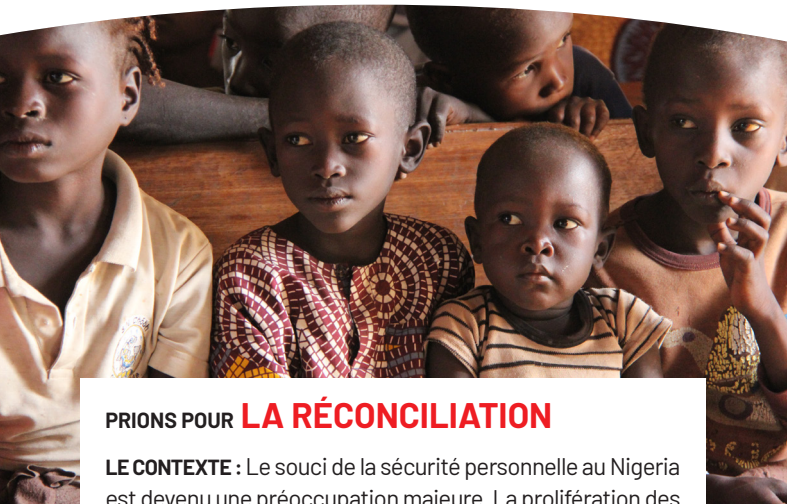 PRIONS POUR LA RÉCONCILIATION
LE CONTEXTE : Le souci de la sécurité personnelle au Nigeria
est devenu une préoccupation majeure. La prolifération des